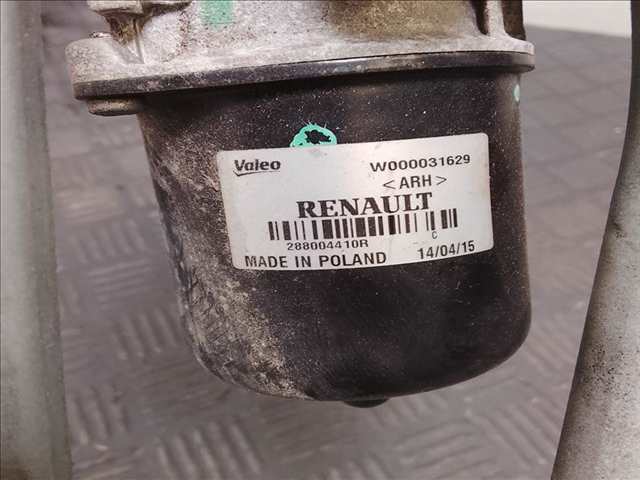 Valeo W000031629
<ARH>
RENAULT
C
288004410R
MADE IN POLAND 14/04/15